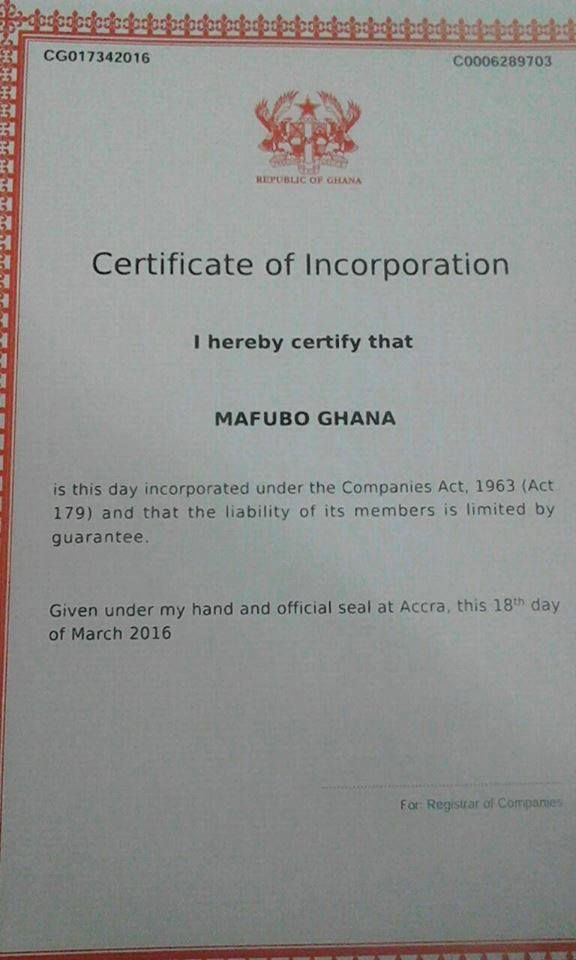 CG017342016
C0006289703
REPUBLIC OF GHANA
Certificate of Incorporation
I hereby certify that
MAFUBO GHANA
is this day incorporated under the Companies Act, 1963 (Act
179) and that the liability of its members is limited by
guarantee.
Given under my hand and official seal at Accra, this 18th day
of March 2016
For: Registrar of Companies